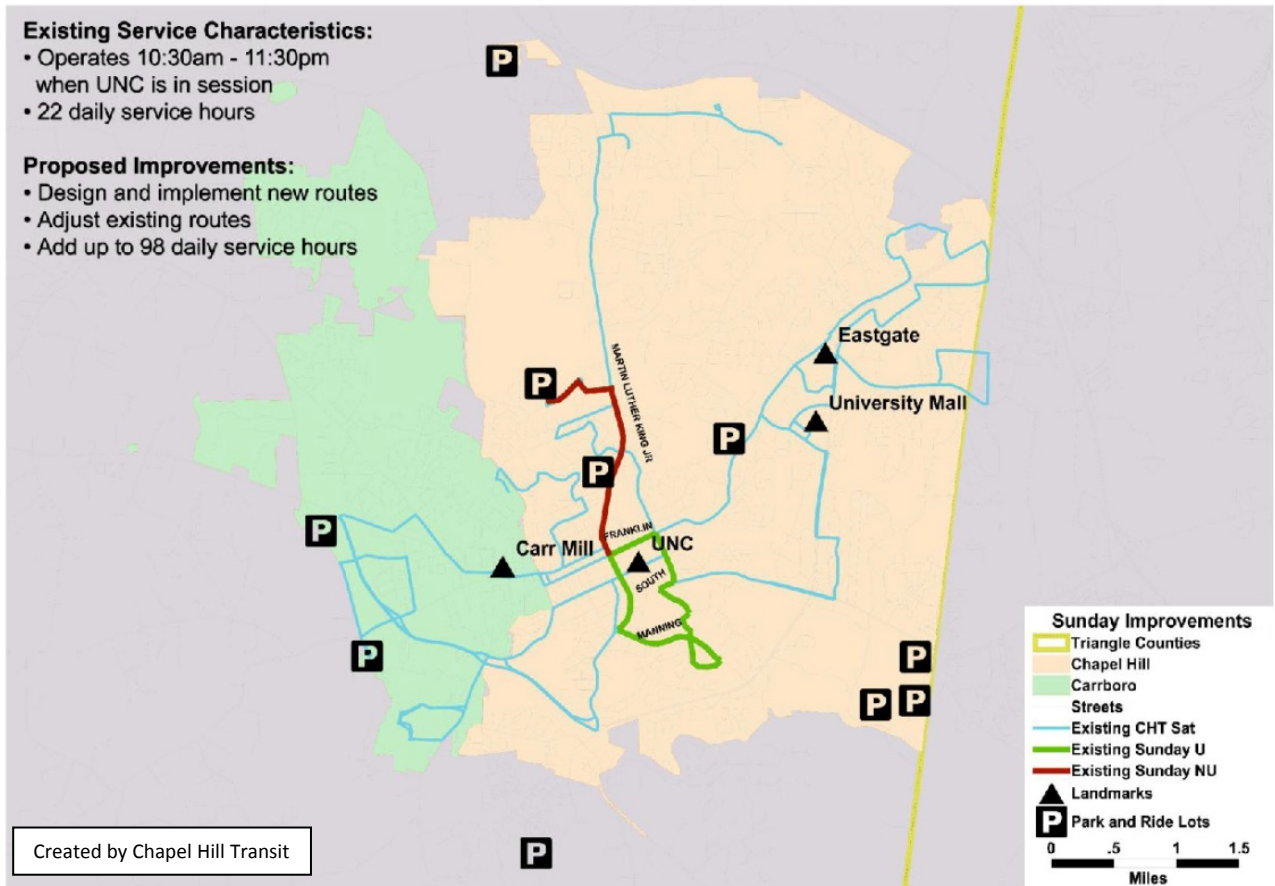 Existing Service Characteristics:
• Operates 10:30am - 11:30pm
when UNC is in session
• 22 daily service hours
Proposed Improvements:
• Design and implement new routes
• Adjust existing routes
• Add up to 98 daily service hours
P
Eastgate
MARTIN LUTHER KING JR
P
University Mall
P
P
P
FRANKLIN
Carr Mill
UNC
SOUTH
MANNING
P
P
P
P
P
Sunday Improvements
Triangle Counties
Chapel Hill
Carrboro
Streets
Existing CHT Sat
Existing Sunday U
Existing Sunday NU
Landmarks
P Park and Ride Lots
0 .5 1 1.5
Miles
Created by Chapel Hill Transit